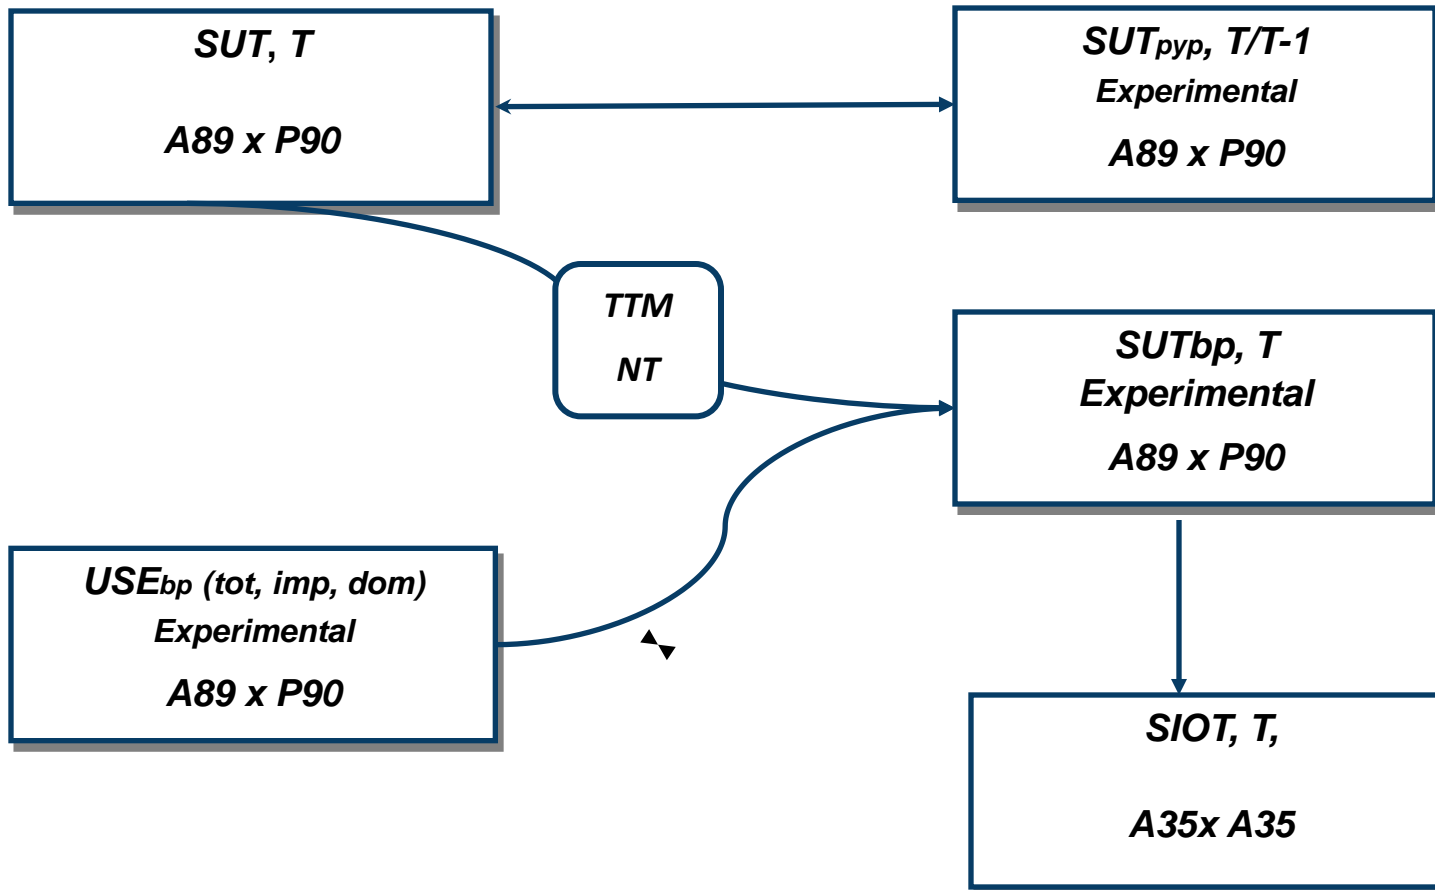 SUT, T
A89 x P90
SUTpyp, T/T-1
Experimental
A89 x P90
TTM
NT
SUTbp, T
Experimental
A89 x P90
USEbp (tot, imp, dom)
Experimental
A89 x P90
SIOT, T,
A35x A35